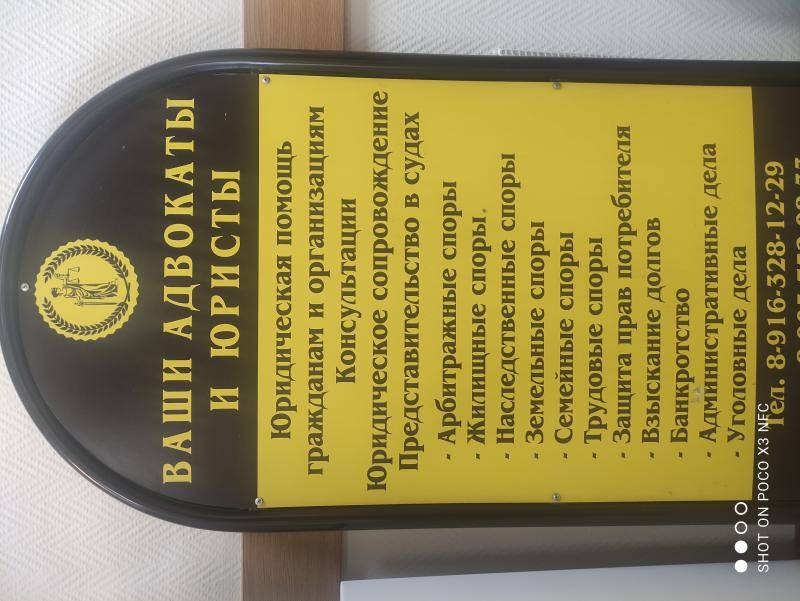 ВАШИ АДВОКАТЫ
И ЮРИСТЫ
Юридическая помощь
гражданам и организациям
Консультации
Юридическое сопровождение
Представительство в судах
- Арбитражные споры
- Жилищные споры
- Наследственные споры
- Земельные споры
- Семейные споры
- Трудовые споры
- Защита прав потребителя
- Взыскание долгов
- Банкротство
- Административные дела
- Уголовные дела
Тел. 8-916-328-12-29
SHOT ON POCO X3 NFC